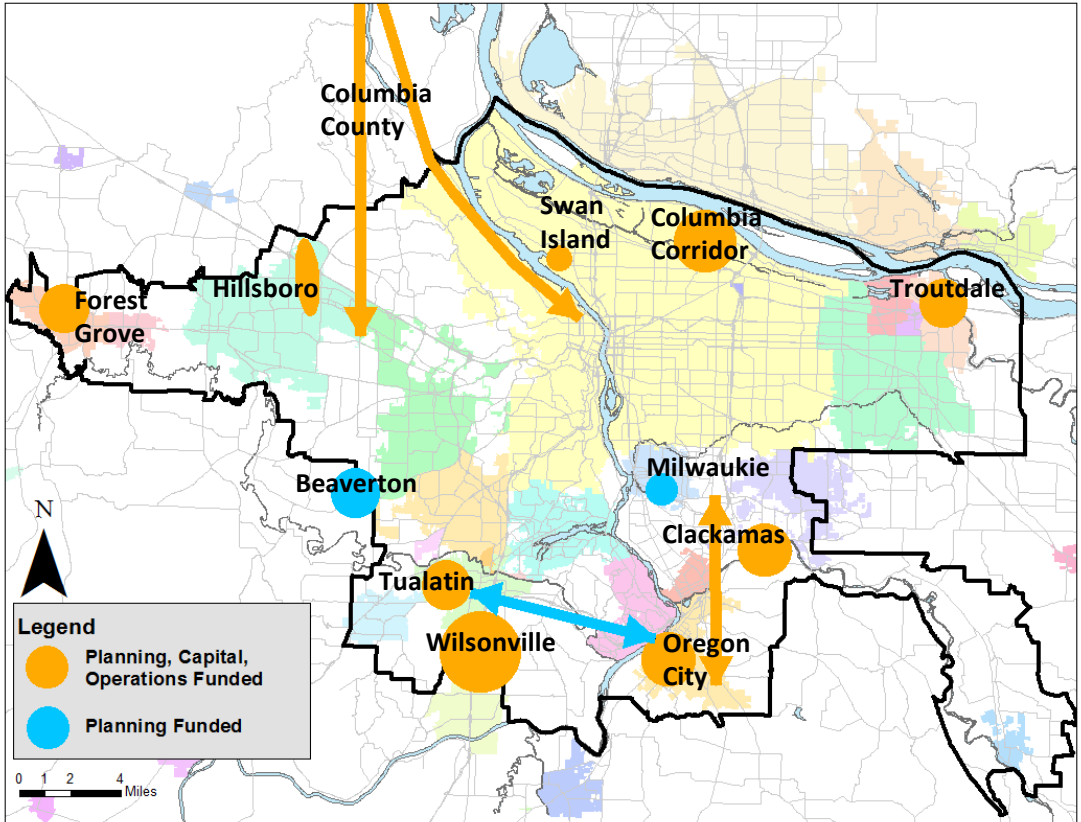 Columbia
County
Swan
Island
Columbia
Corridor
Hillsboro
Troutdale
Forest
Grove
Milwaukie
Beaverton
N
Clackamas
Tualatin
Wilsonville
Oregon
City
Legend
Planning, Capital,
Operations Funded
Planning Funded
0 1 2 4
Miles